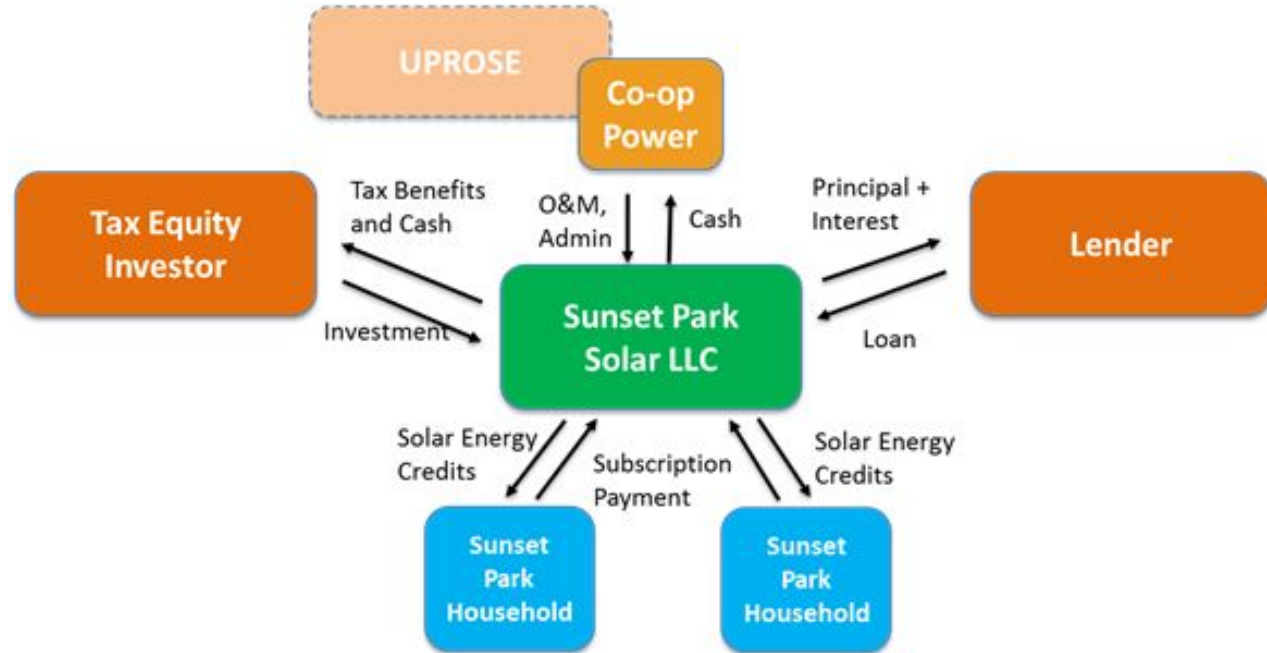 UPROSE
Co-op
Power
Tax Equity
Investor
Tax Benefits
and Cash
O&M,
Admin
Cash
Principal +
Interest
Lender
Investment
Sunset Park
Solar LLC
Loan
Solar Energy
Credits
Subscription
Payment
Solar Energy
Credits
Sunset
Park
Household
Sunset
Park
Household